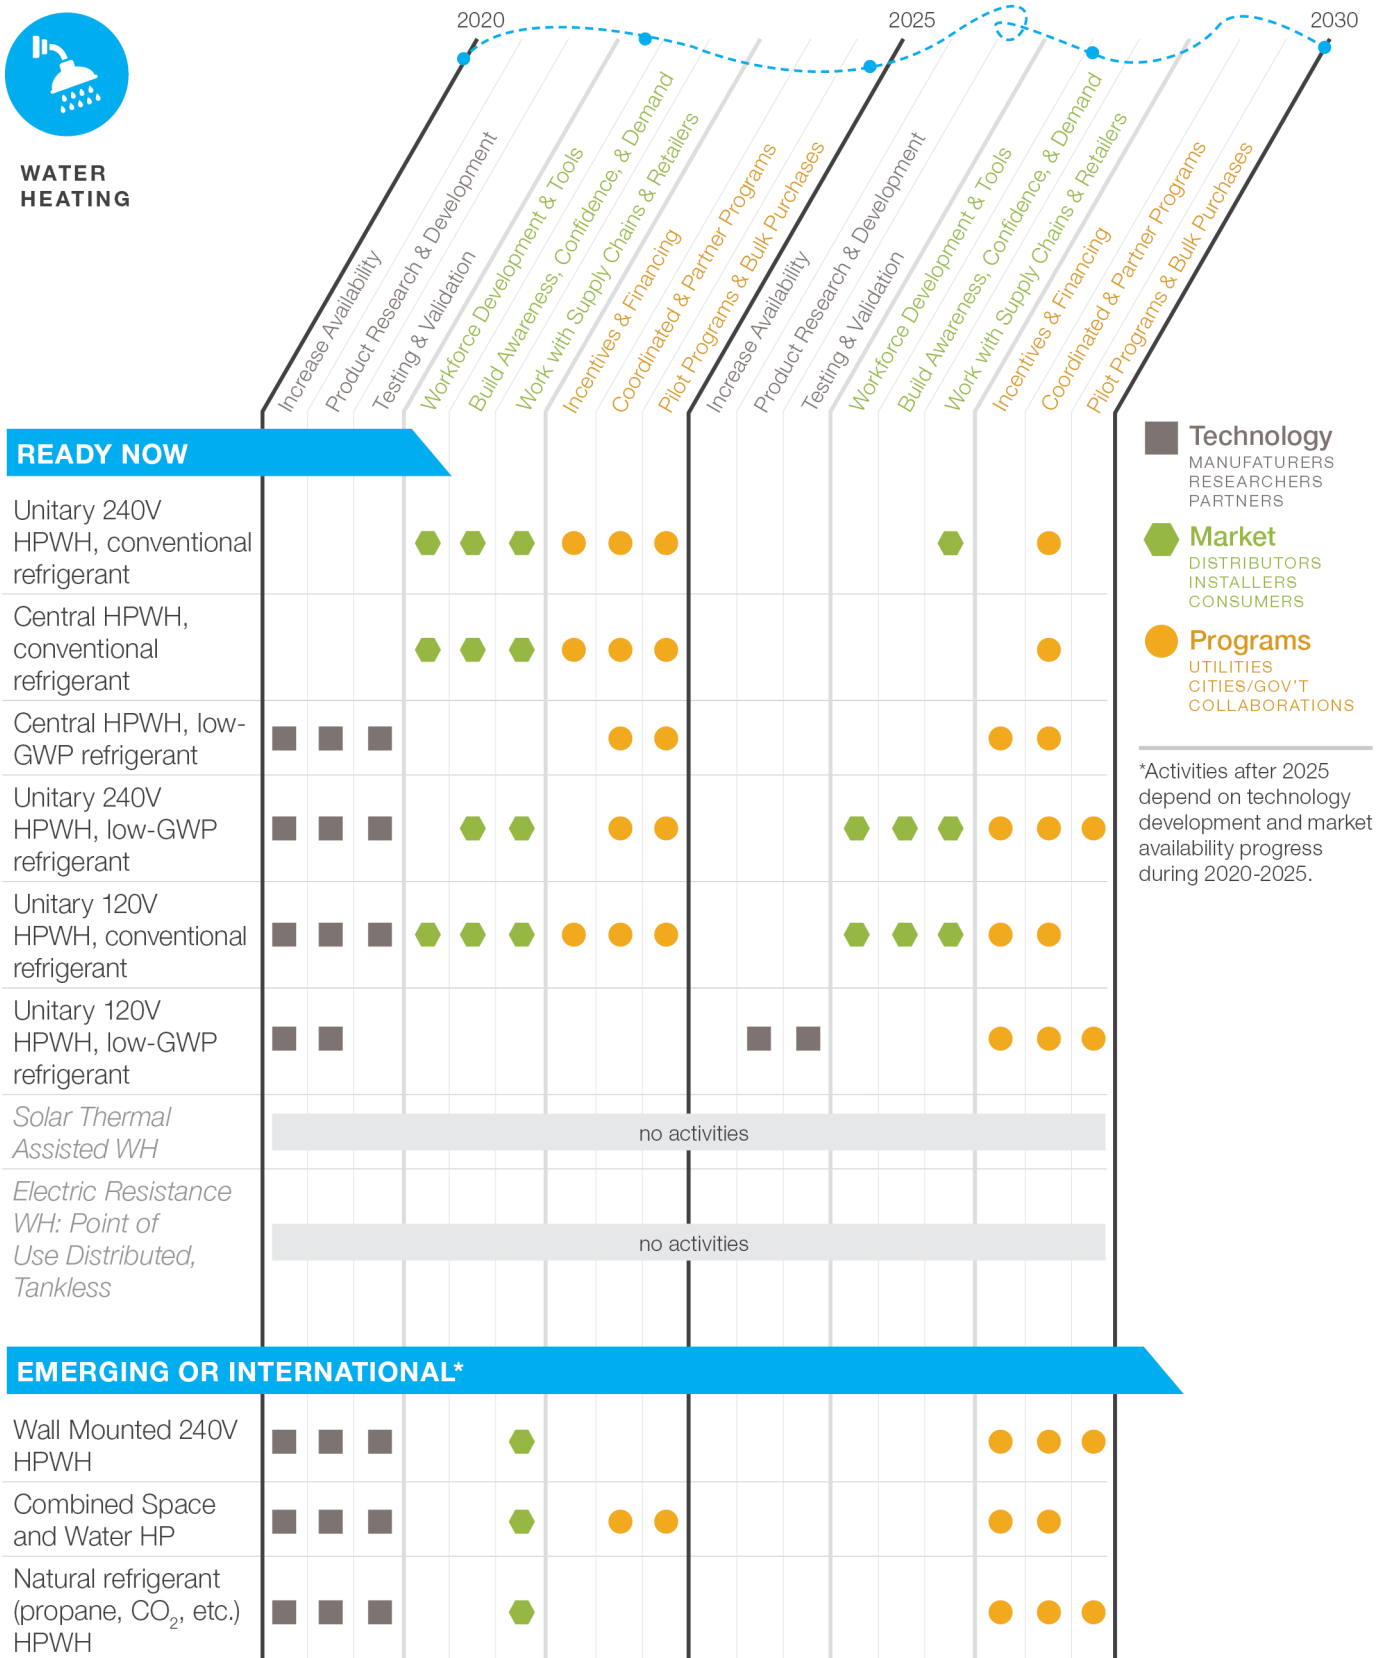 2020
2025
2030
WATER
HEATING
Increase Availability
Product Research & Development
Testing & Validation
Workforce Development & Tools
Build Awareness, Confidence, & Demand
Work with Supply Chains & Retailers
Incentives & Financing
Coordinated & Partner Programs
Pilot Programs & Bulk Purchases
Increase Availability
Product Research & Development
Testing & Validation
Workforce Development & Tools
Build Awareness, Confidence, & Demand
Work with Supply Chains & Retailers
Incentives & Financing
Coordinated & Partner Programs
Pilot Programs & Bulk Purchases
READY NOW
Unitary 240V
HPWH, conventional
refrigerant
Central HPWH,
conventional
refrigerant
Central HPWH, low-
GWP refrigerant
Unitary 240V
HPWH, low-GWP
refrigerant
Unitary 120V
HPWH, conventional
refrigerant
Unitary 120V
HPWH, low-GWP
refrigerant
Solar Thermal
Assisted WH
no activities
Electric Resistance
WH: Point of
Use Distributed,
Tankless
no activities
EMERGING OR INTERNATIONAL*
Wall Mounted 240V
HPWH
Combined Space
and Water HP
Natural refrigerant
(propane, CO2, etc.)
HPWH
Technology
MANUFATURERS
RESEARCHERS
PARTNERS
Market
DISTRIBUTORS
INSTALLERS
CONSUMERS
Programs
UTILITIES
CITIES/GOV'T
COLLABORATIONS
*Activities after 2025
depend on technology
development and market
availability progress
during 2020-2025.